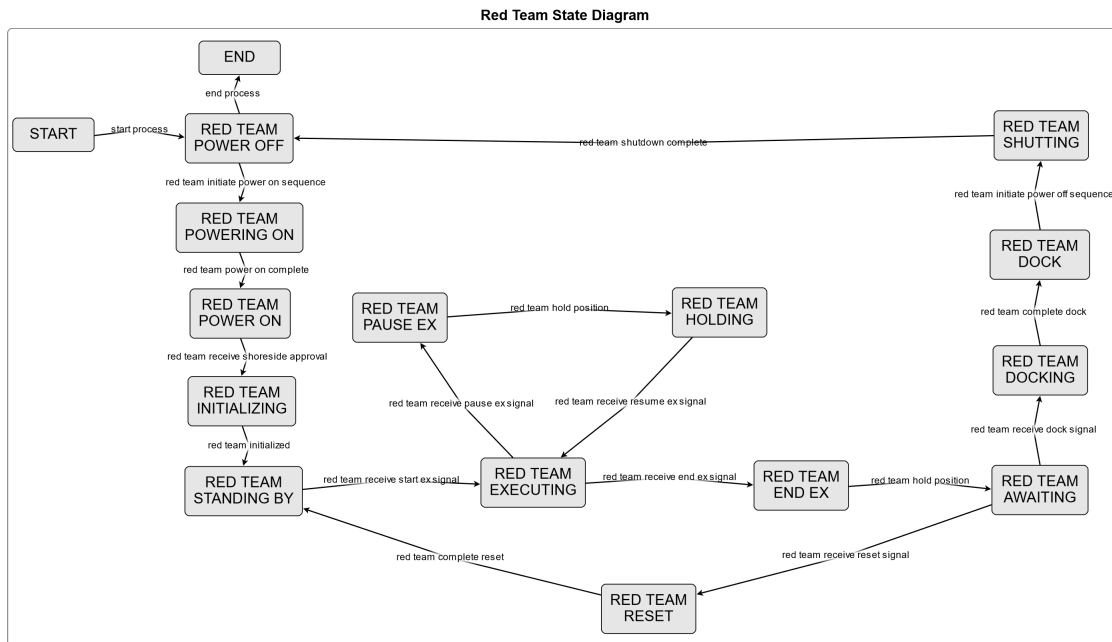 Red Team State Diagram
END
end process
START
start process
RED TEAM
POWER OFF
red team shutdown complete
RED TEAM
SHUTTING
red team initiate power on sequence
red team initiate power off sequence
RED TEAM
POWERING ON
RED TEAM
DOCK
red team power on complete
RED TEAM
POWER ON
RED TEAM
PAUSE EX
red team hold position
RED TEAM
HOLDING
red team complete dock
red team receive shoreside approval
RED TEAM
DOCKING
RED TEAM
INITIALIZING
red team receive pause ex signal
red team receive resume ex signal
red team receive dock signal
red team initialized
RED TEAM
STANDING BY
red team receive start ex signal
RED TEAM
EXECUTING
red team receive end ex signal
RED TEAM
END EX
red team hold position
RED TEAM
AWAITING
red team complete reset
red team receive reset signal
RED TEAM
RESET